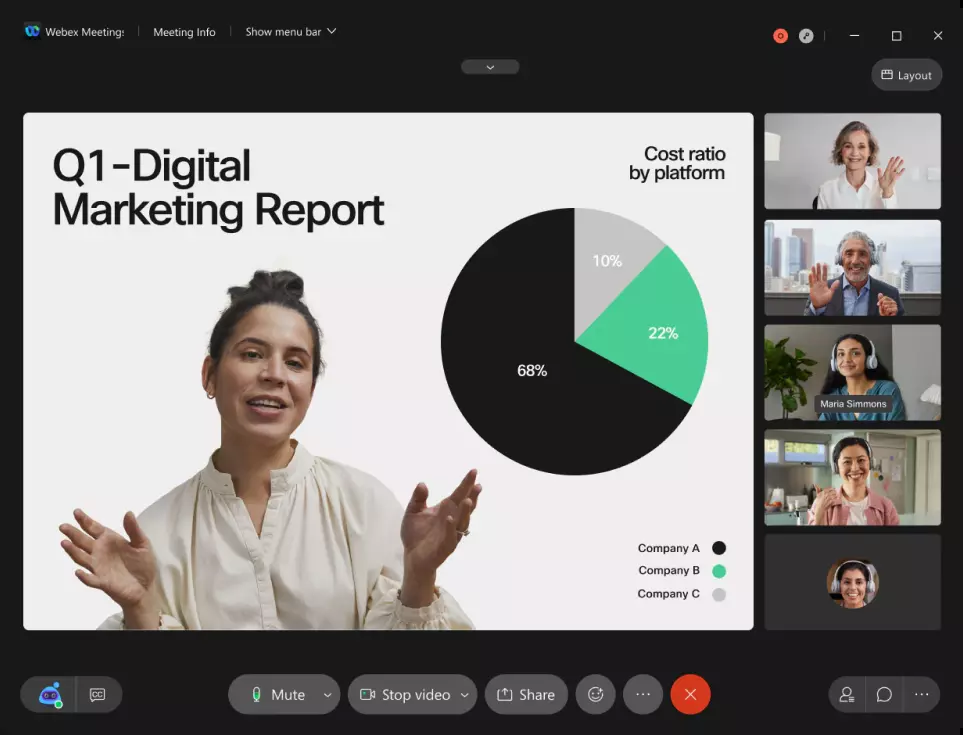 Webex Meetings
Meeting Info
Show menu bar
Layout
Q1-Digital
Marketing Report
Cost ratio
by platform
10%
22%
68%
Maria Simmons
Company A
Company B
Company C
CC
Mute
Stop video
Share